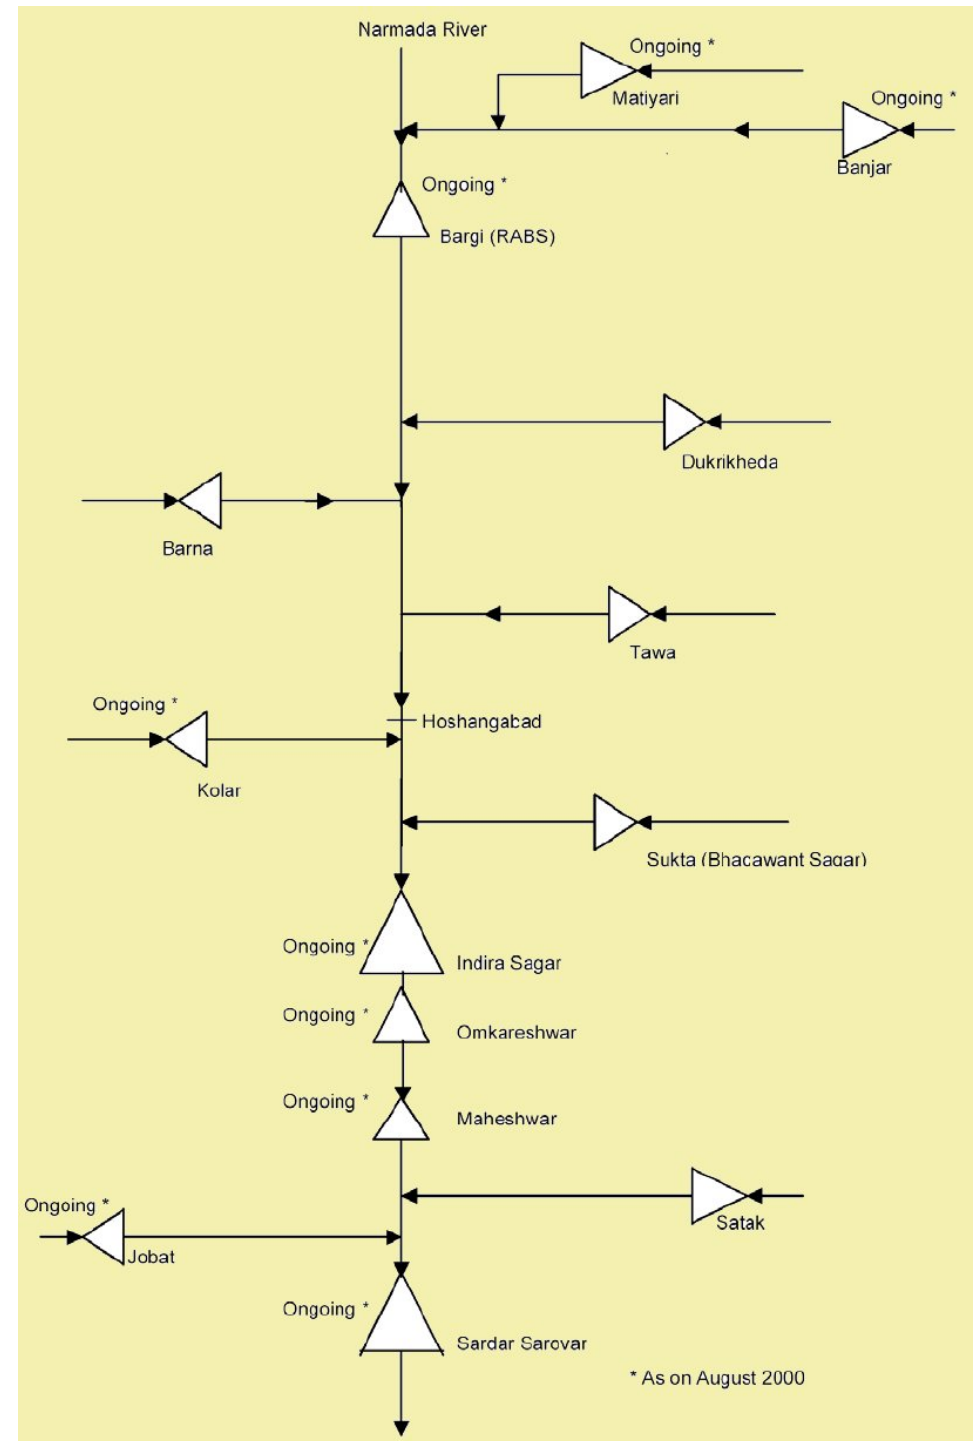 Narmada River
Ongoing *
Matiyari
Ongoing *
Banjar
Ongoing *
Bargi (RABS)
Dukrikheda
Barna
Tawa
Ongoing *
Hoshangabad
Kolar
Sukta (Bhagawant Sagar)
Ongoing *
Indira Sagar
Ongoing *
Omkareshwar
Ongoing *
Maheshwar
Ongoing *
Satak
Jobat
Ongoing *
Sardar Sarovar
* As on August 2000